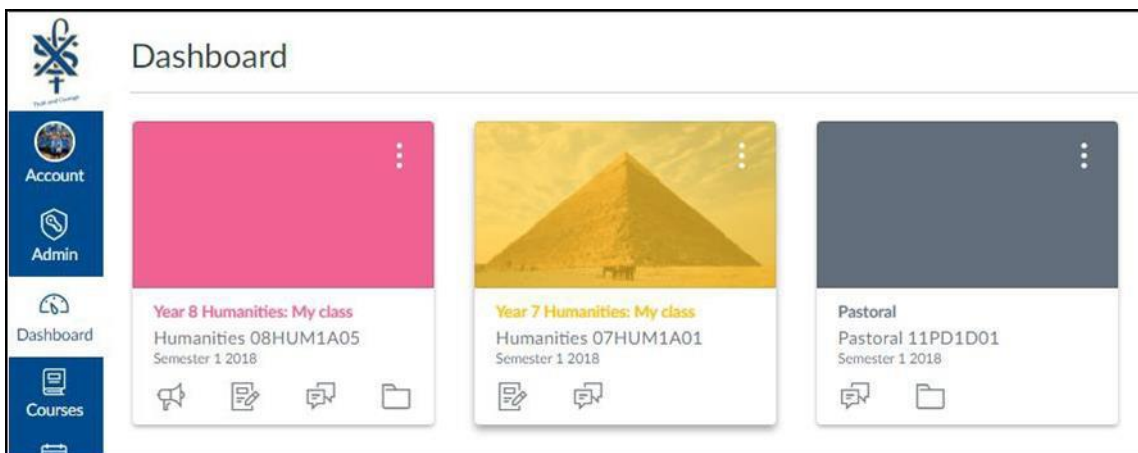 Dashboard
Account
Admin
Dashboard
Courses
Year 8 Humanities: My class
Humanities 08HUM1A05
Semester 1 2018
Year 7 Humanities: My class
Humanities 07HUM1A01
Semester 1 2018
Pastoral
Pastoral 11PD1D01
Semester 1 2018